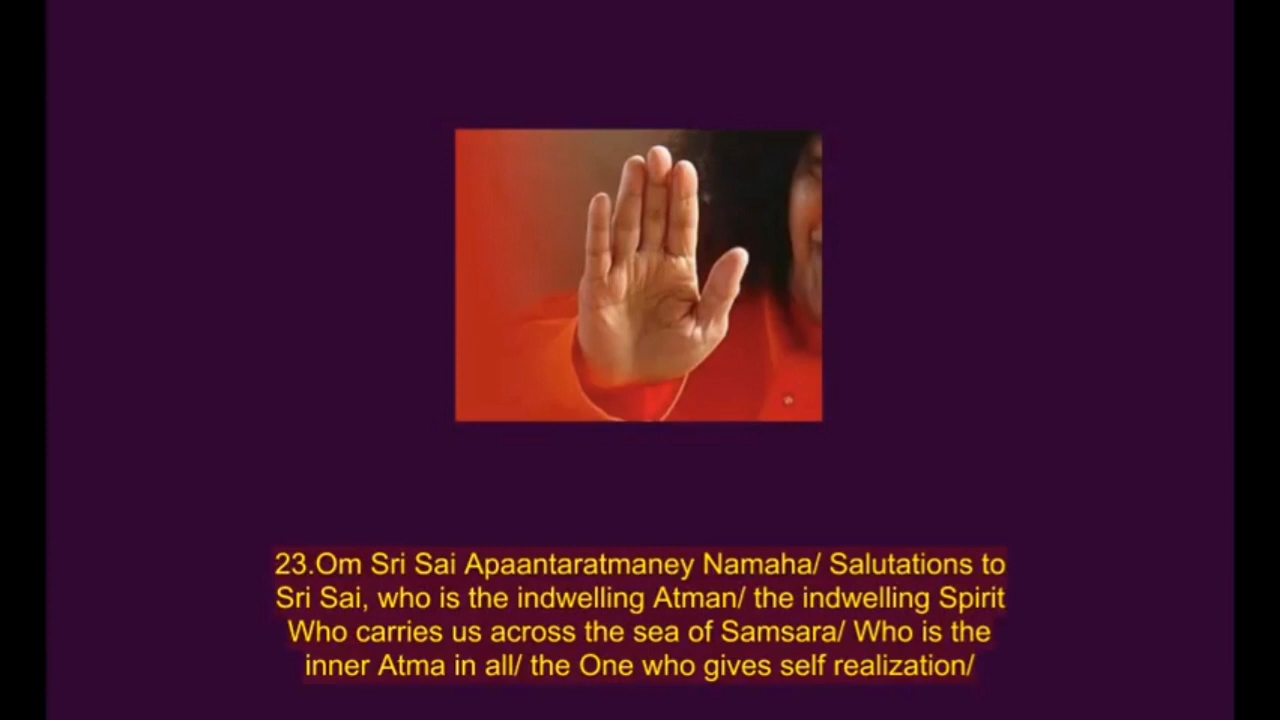 23.Om Sri Sai Apaantaratmaney Namaha/ Salutations to
Sri Sai, who is the indwelling Atman/ the indwelling Spirit
Who carries us across the sea of Samsara/ Who is the
inner Atma in all/ the One who gives self realization/